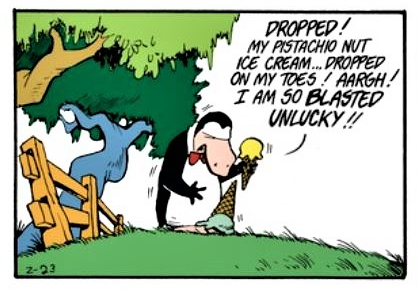 DROPPED!
MY PISTACHIO NUT
ICE CREAM... DROPPED
ON MY TOES! AARGH!
I AM SO BLASTED
UNLUCKY!!
2-23